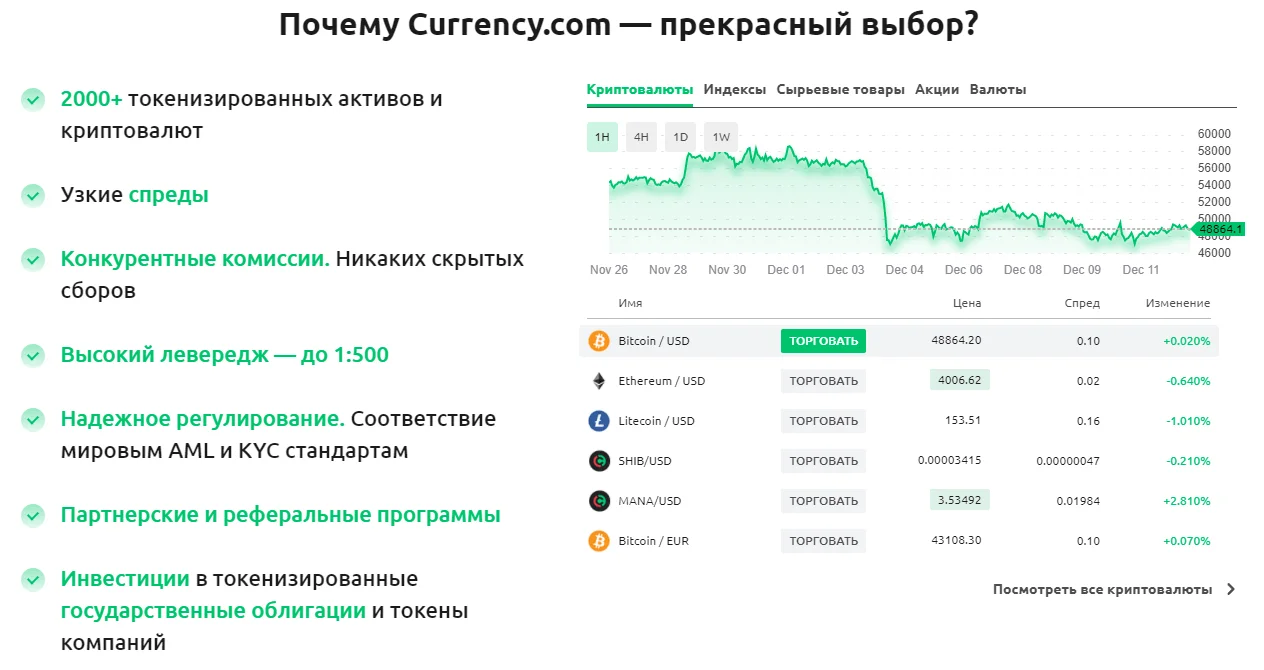 Почему Currency.com — прекрасный выбор?
2000+ токенизированных активов и
криптовалют
Узкие спреды
Конкурентные комиссии. Никаких скрытых
сборов
Высокий левередж — до 1:500
Надежное регулирование. Соответствие
мировым AML и KYC стандартам
Партнерские и реферальные программы
Инвестиции в токенизированные
государственные облигации и токены
компаний
Криптовалюты Индексы Сырьевые товары Акции Валюты
1H 4H 1D 1W
60000
58000
56000
54000
52000
50000
48864.1
48000
46000
Nov 26 Nov 28 Nov 30 Dec 01 Dec 03 Dec 04 Dec 06 Dec 08 Dec 09 Dec 11
Имя Цена Спред Изменение
Bitcoin / USD ТОРГОВАТЬ 48864.20 0.10 +0.020%
Ethereum / USD ТОРГОВАТЬ 4006.62 0.02 -0.640%
Litecoin / USD ТОРГОВАТЬ 153.51 0.16 -1.010%
SHIB/USD ТОРГОВАТЬ 0.00003415 0.00000047 -0.210%
MANA/USD ТОРГОВАТЬ 3.53492 0.01984 +2.810%
Bitcoin / EUR ТОРГОВАТЬ 43108.30 0.10 +0.070%
Посмотреть все криптовалюты